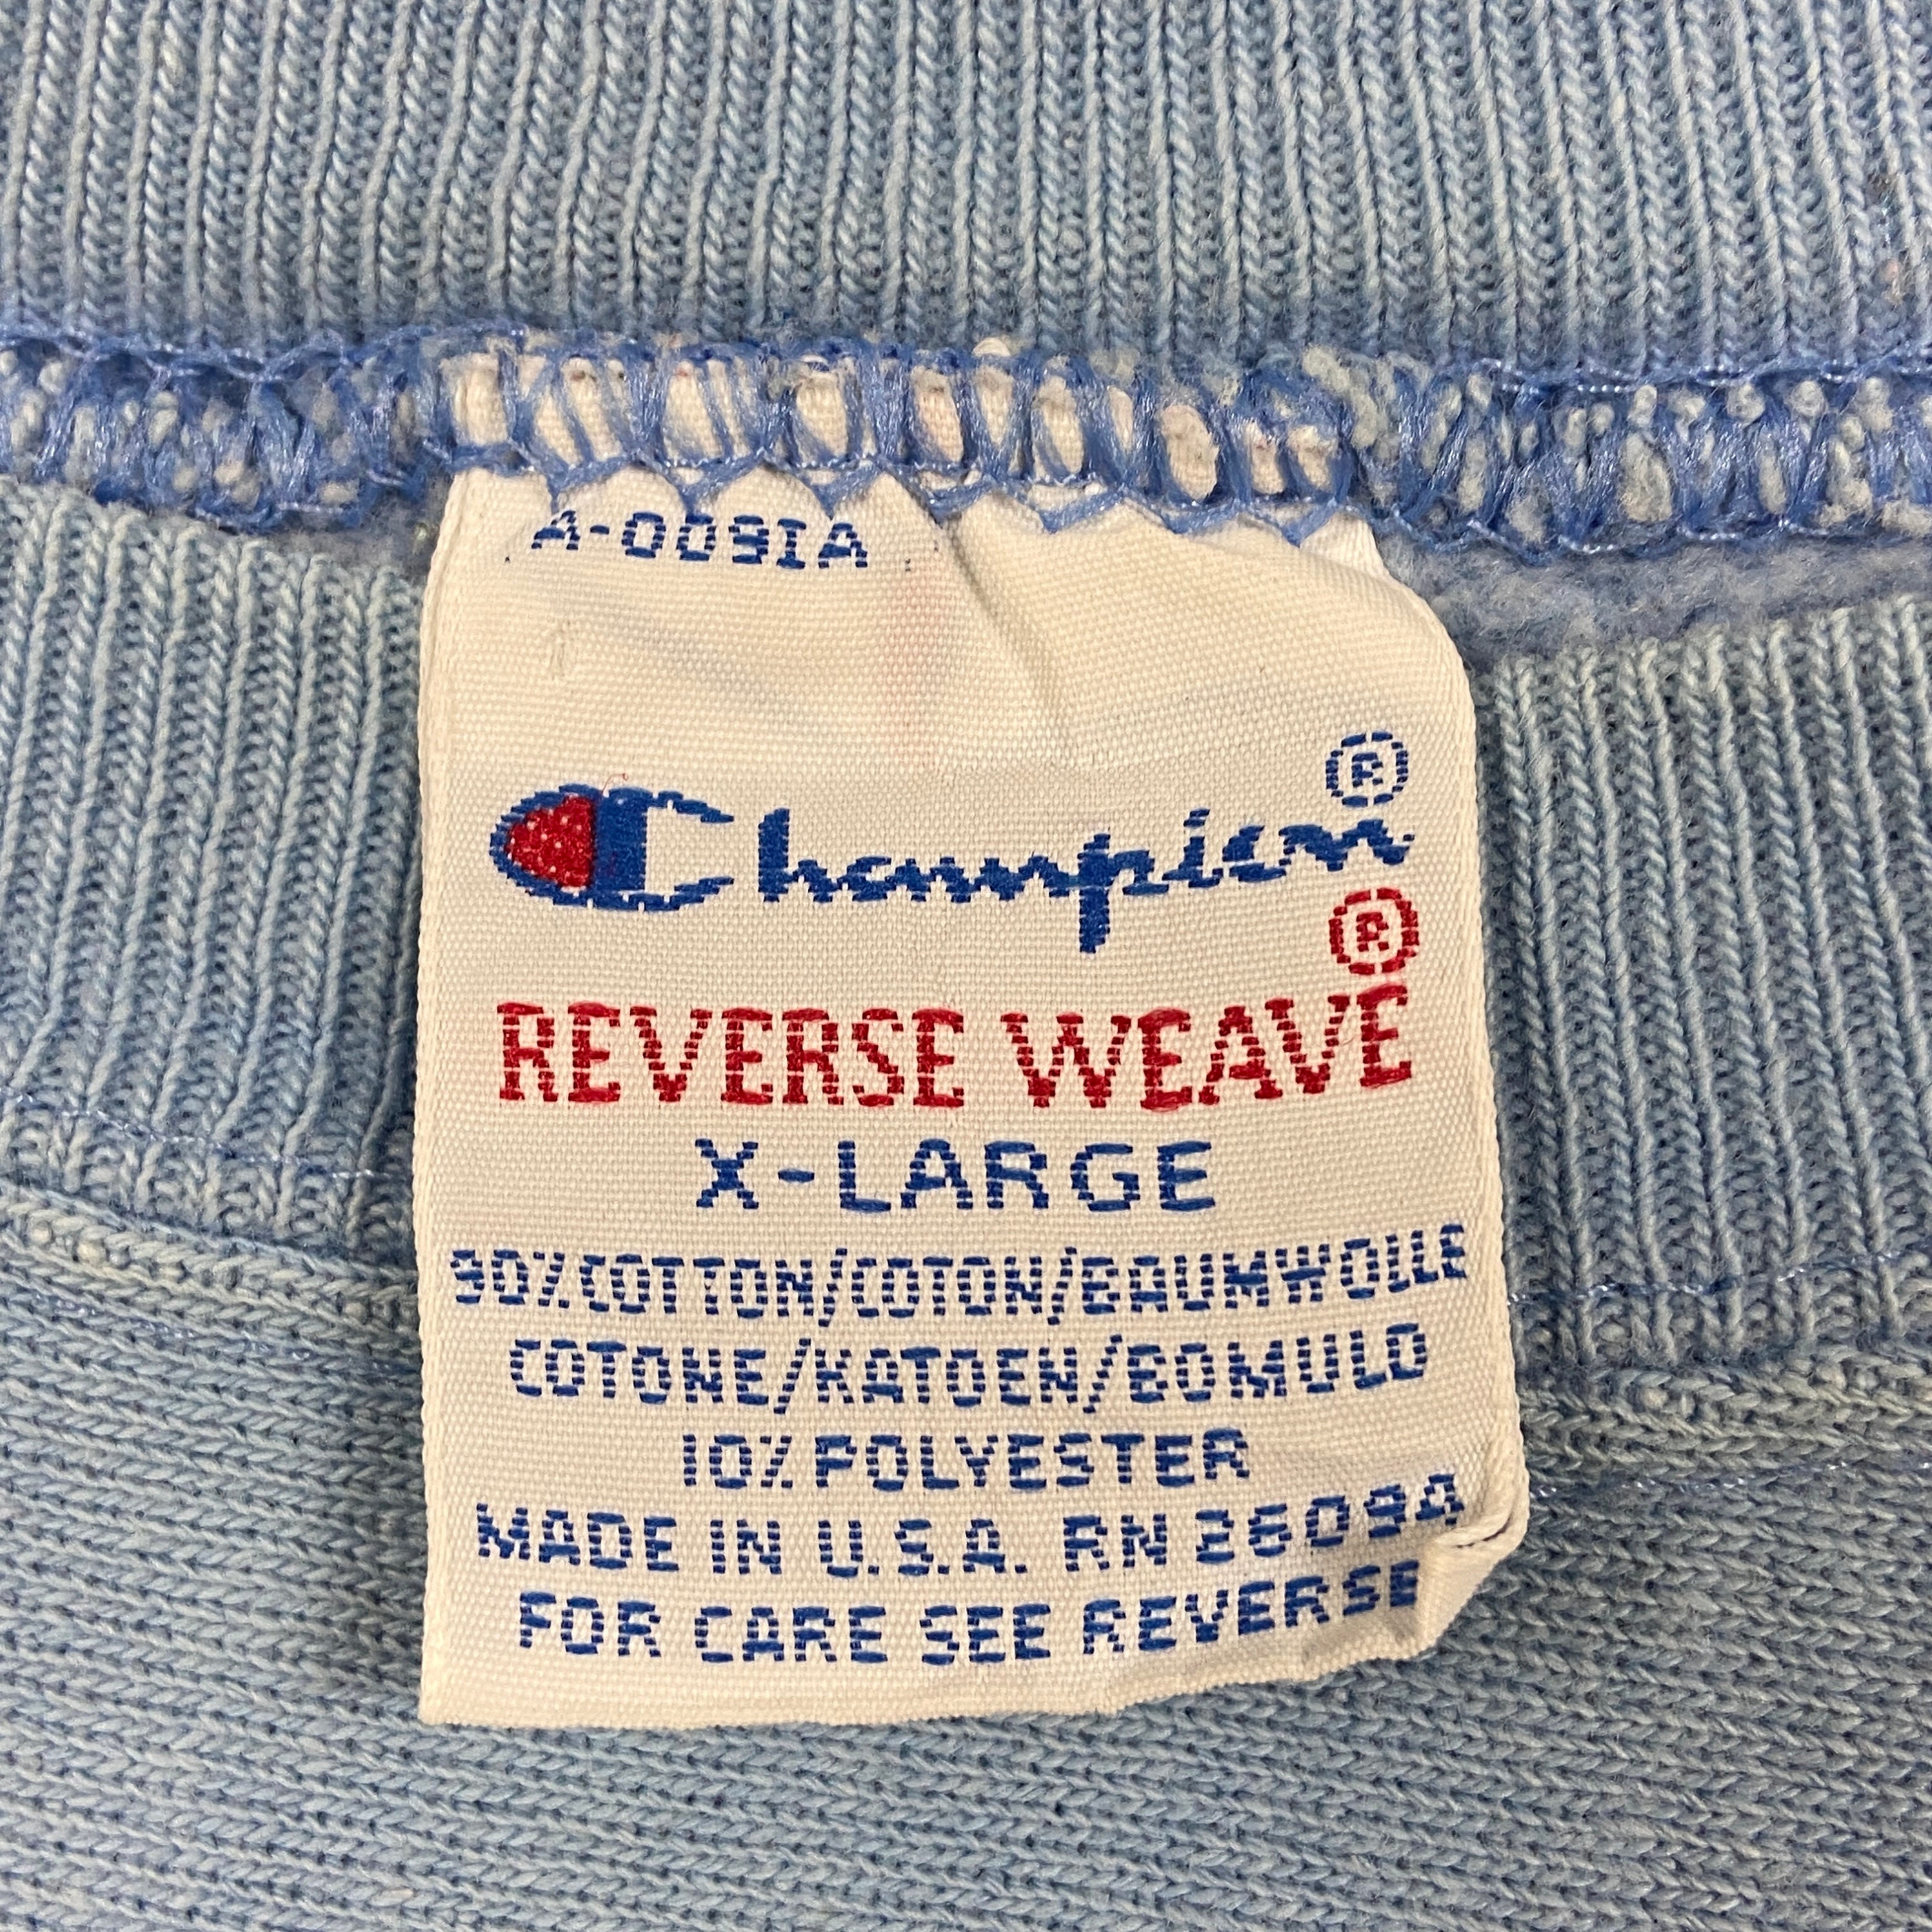 A-009IA
Champion®
REVERSE WEAVE®
X-LARGE
90% COTTON/COTON/BAUMWOLLE
COTONE/KATOEN/BOMULD
10% POLYESTER
MADE IN U.S.A. RN 26094
FOR CARE SEE REVERSE